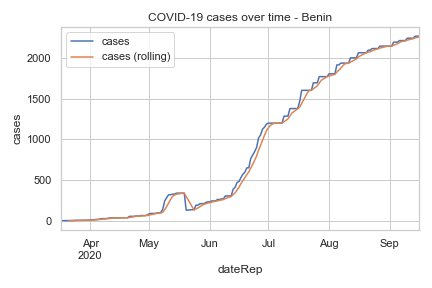 COVID-19 cases over time - Benin
cases
cases (rolling)
2000
1500
1000
500
0
cases
Apr
2020
May
Jun
Jul
Aug
Sep
dateRep